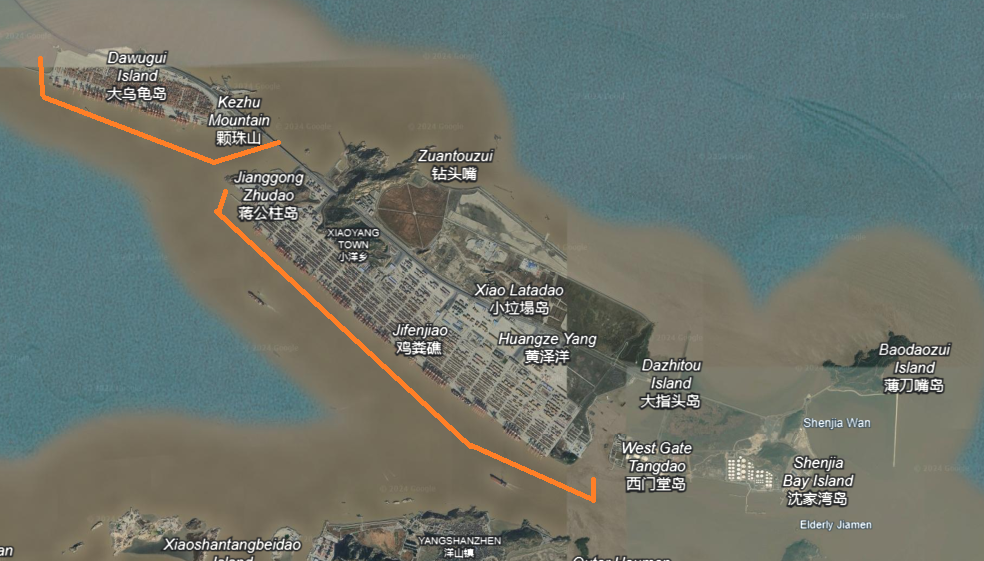 Dawugui
Island
大乌龟岛
Kezhu
Mountain
颗珠山
Zuantouzui
钻头嘴
Jianggong
Zhudao
蒋公柱岛
XIAOYANG
TOWN
小洋乡
Xiao Latadao
小垃塌岛
Jifenjiao
鸡粪礁
Huangze Yang
黄泽洋
Dazhitou
Island
大指头岛
Baodaozui
Island
薄刀嘴岛
Shenjia Wan
West Gate
Tangdao
西门堂岛
Shenjia
Bay Island
沈家湾岛
Elderly Jiamen
Xiaoshantangbeidao
Island
YANGSHANZHEN
洋山镇
an